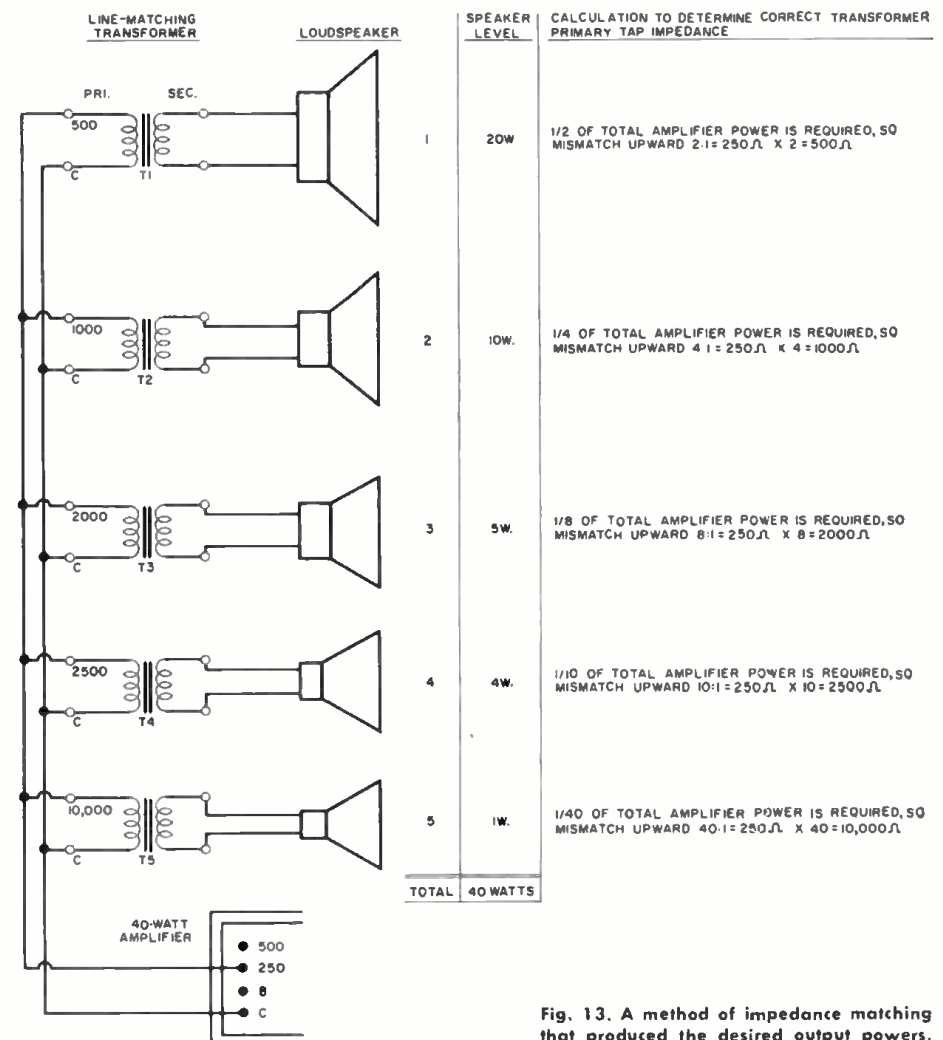 LINE-MATCHING
TRANSFORMER
LOUDSPEAKER
SPEAKER
LEVEL
CALCULATION TO DETERMINE CORRECT TRANSFORMER
PRIMARY TAP IMPEDANCE
PRI. SEC.
500
C T1
1 20W
1/2 OF TOTAL AMPLIFIER POWER IS REQUIRED, SO
MISMATCH UPWARD 2:1 = 250Ω X 2 = 500Ω
1000
C T2
2 10W.
1/4 OF TOTAL AMPLIFIER POWER IS REQUIRED, SO
MISMATCH UPWARD 4 1 = 250Ω X 4 = 1000Ω
2000
C T3
3 5W.
1/8 OF TOTAL AMPLIFIER POWER IS REQUIRED, SO
MISMATCH UPWARD 8:1 = 250Ω X 8 = 2000Ω
2500
C T4
4 4W.
1/10 OF TOTAL AMPLIFIER POWER IS REQUIRED, SO
MISMATCH UPWARD 10:1 = 250Ω X 10 = 2500Ω
10,000
C T5
5 1W.
1/40 OF TOTAL AMPLIFIER POWER IS REQUIRED, SO
MISMATCH UPWARD 40:1 = 250Ω X 40 = 10,000Ω
TOTAL 40 WATTS
40-WATT
AMPLIFIER
500
250
8
C
Fig. 13. A method of impedance matching
that produced the desired output powers.